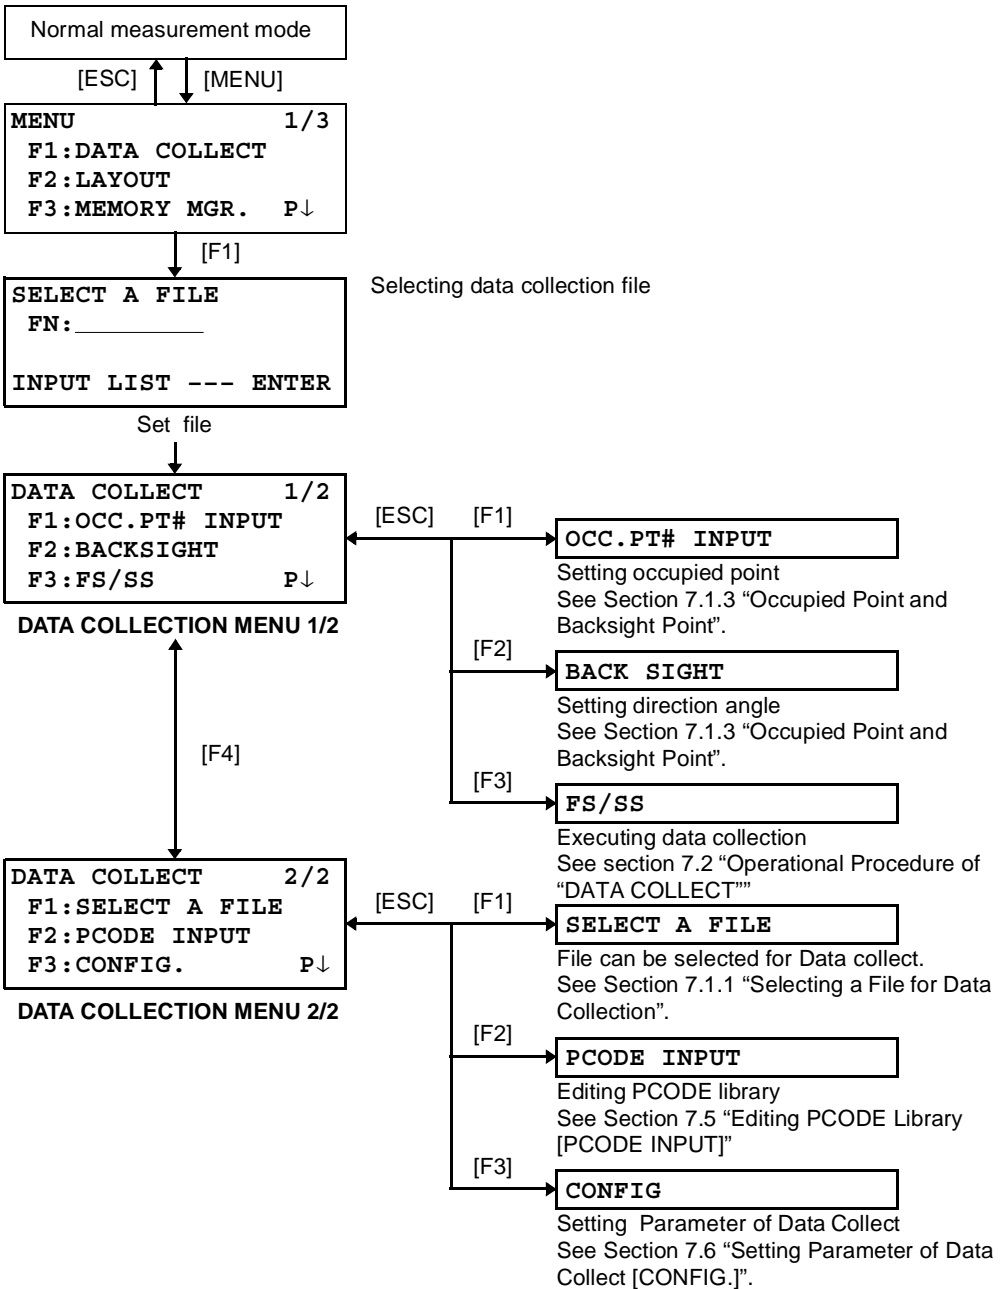 Normal measurement mode
[ESC] [MENU]
MENU 1/3
F1:DATA COLLECT
F2:LAYOUT
F3:MEMORY MGR. P↓
[F1]
SELECT A FILE
FN:_________
INPUT LIST --- ENTER
Selecting data collection file
Set file
DATA COLLECT 1/2
F1:OCC.PT# INPUT
F2:BACKSIGHT
F3:FS/SS P↓
DATA COLLECTION MENU 1/2
[ESC] [F1]
OCC.PT# INPUT
Setting occupied point
See Section 7.1.3 “Occupied Point and
Backsight Point”.
[F2]
BACK SIGHT
Setting direction angle
See Section 7.1.3 “Occupied Point and
Backsight Point”.
[F3]
FS/SS
Executing data collection
See section 7.2 “Operational Procedure of
“DATA COLLECT””
[F4]
DATA COLLECT 2/2
F1:SELECT A FILE
F2:PCODE INPUT
F3:CONFIG. P↓
DATA COLLECTION MENU 2/2
[ESC] [F1]
SELECT A FILE
File can be selected for Data collect.
See Section 7.1.1 “Selecting a File for Data
Collection”.
[F2]
PCODE INPUT
Editing PCODE library
See Section 7.5 “Editing PCODE Library
[PCODE INPUT]”
[F3]
CONFIG
Setting Parameter of Data Collect
See Section 7.6 “Setting Parameter of Data
Collect [CONFIG.]”.